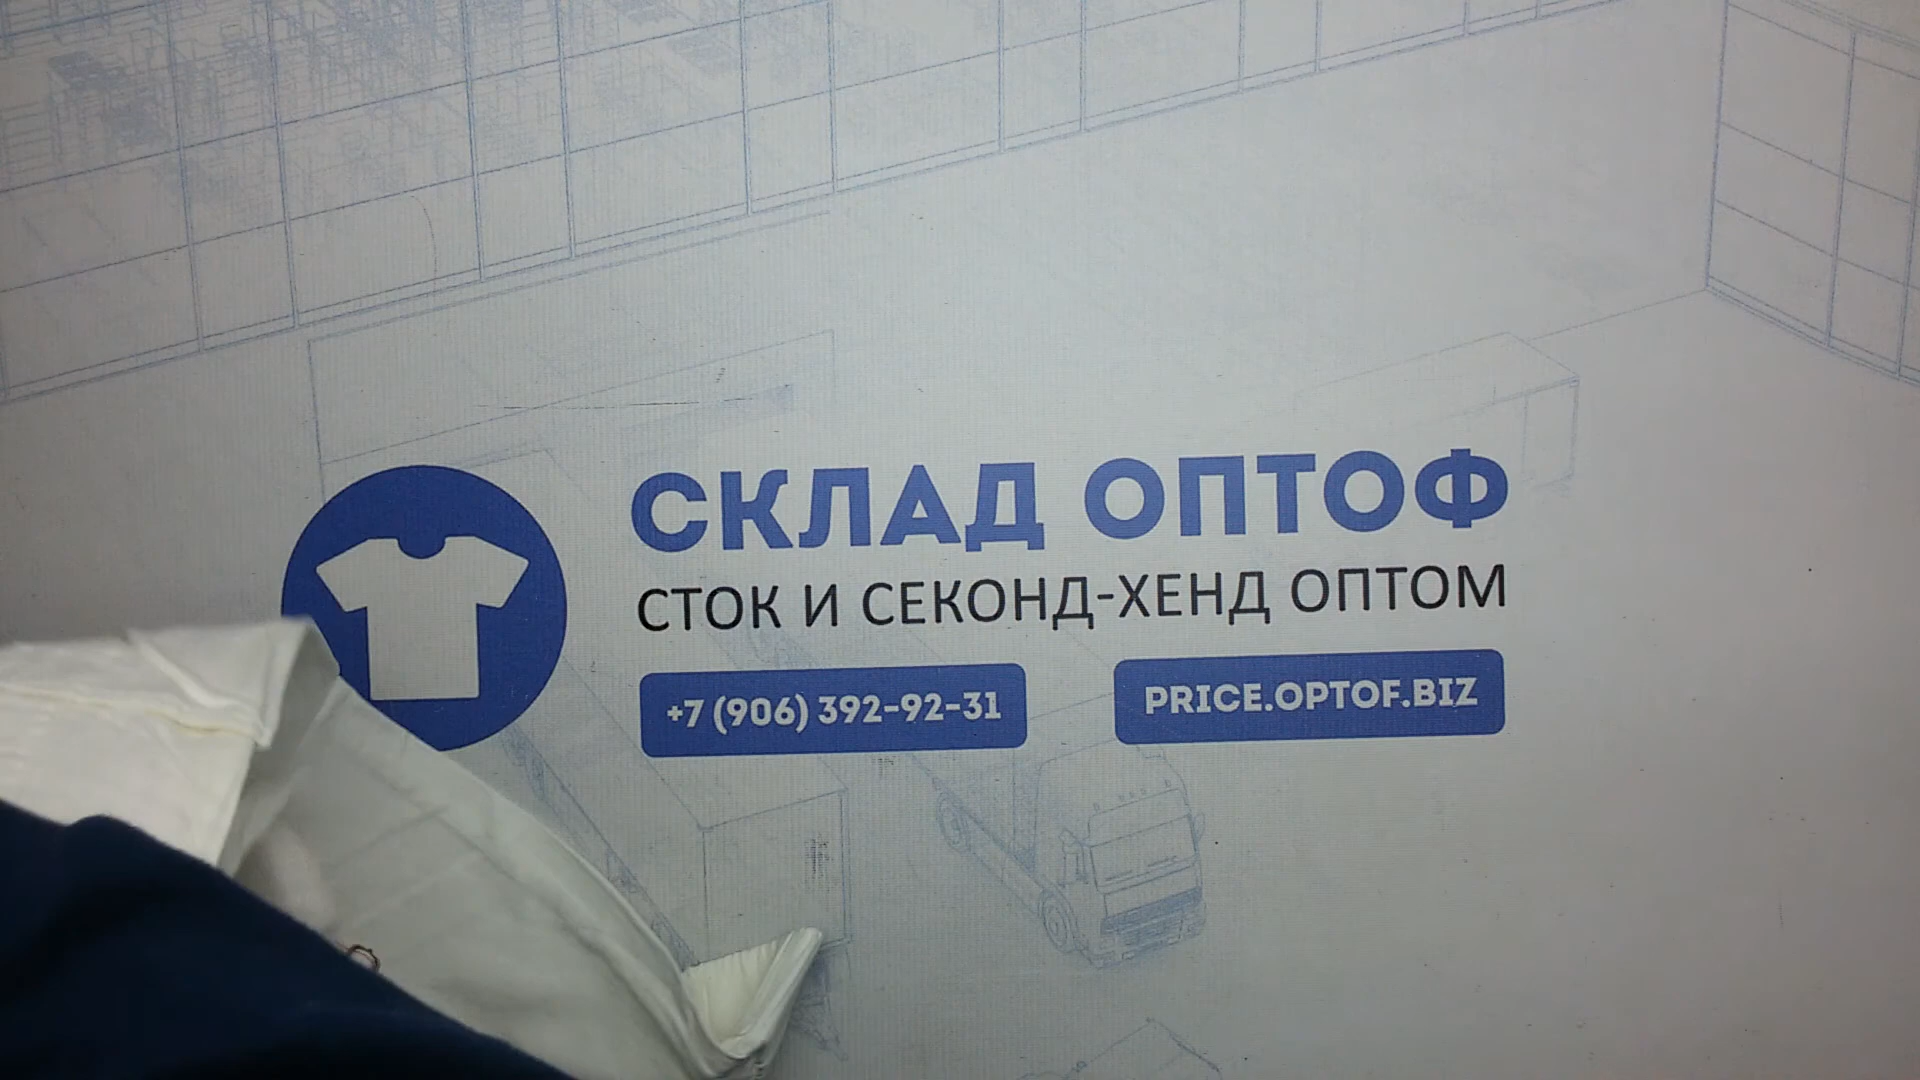 СКЛАД ОПТОФ
СТОК И СЕКОНД-ХЕНД ОПТОМ
+7 (906) 392-92-31
PRICE.OPTOF.BIZ